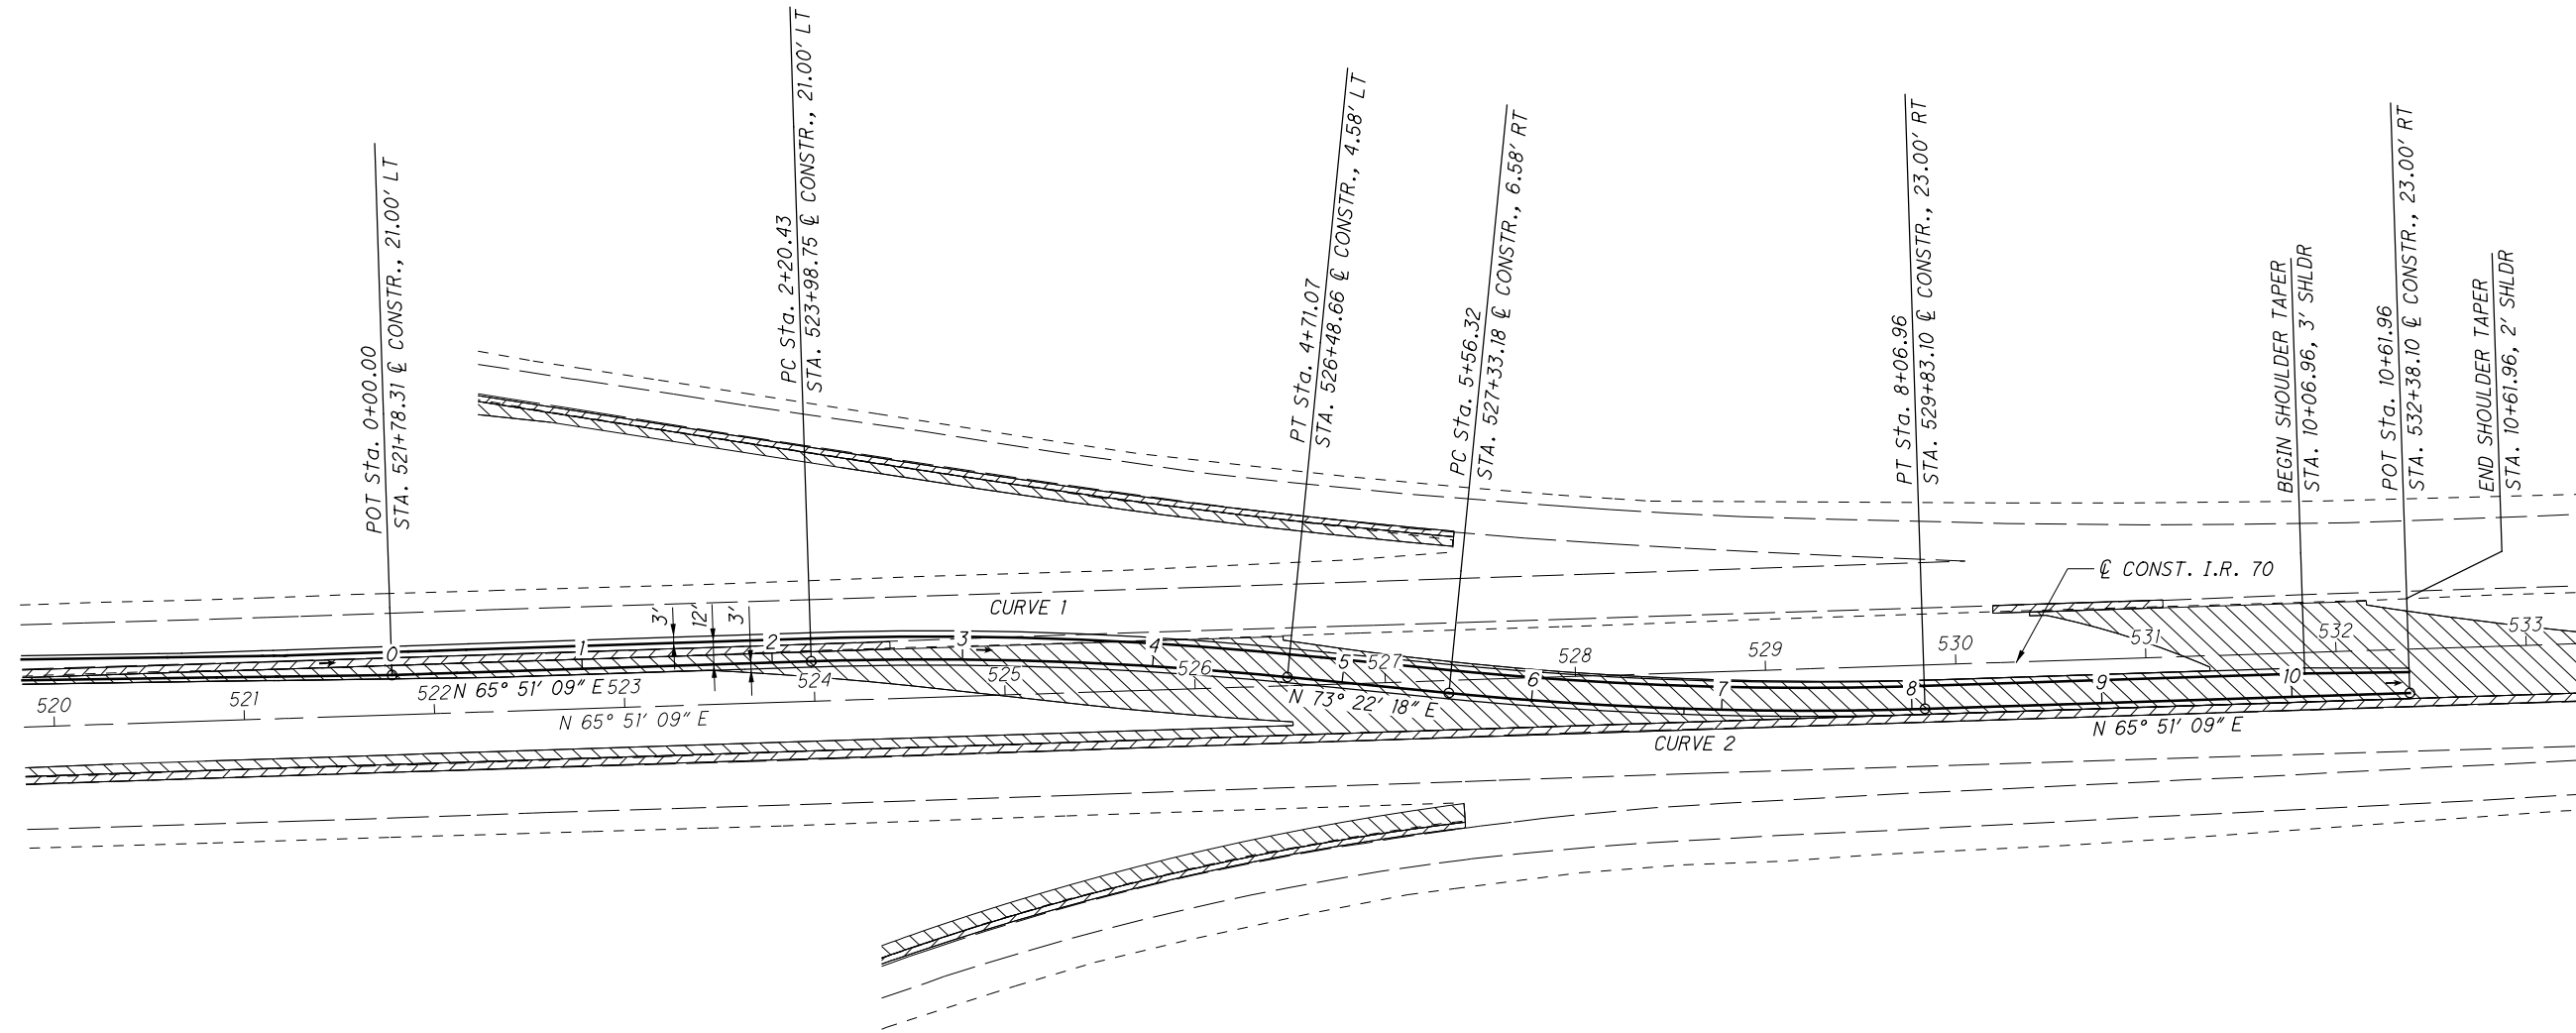 POT Sta. 0+00.00
STA. 521+78.31 ℄ CONSTR., 21.00' LT
PC Sta. 2+20.43
STA. 523+98.75 ℄ CONSTR., 21.00' LT
PT Sta. 4+71.07
STA. 526+48.66 ℄ CONSTR., 4.58' LT
PC Sta. 5+56.32
STA. 527+33.18 ℄ CONSTR., 6.58' RT
PT Sta. 8+06.96
STA. 529+83.10 ℄ CONSTR., 23.00' RT
BEGIN SHOULDER TAPER
STA. 10+06.96, 3' SHLDR
POT Sta. 10+61.96
STA. 532+38.10 ℄ CONSTR., 23.00' RT
END SHOULDER TAPER
STA. 10+61.96, 2' SHLDR
℄ CONST. I.R. 70
CURVE 1
3'
12'
3'
0
1
2
3
4
5
6
7
8
9
10
520
521
522
523
524
525
526
527
528
529
530
531
532
533
N 65° 51' 09" E
N 65° 51' 09" E
N 73° 22' 18" E
CURVE 2
N 65° 51' 09" E